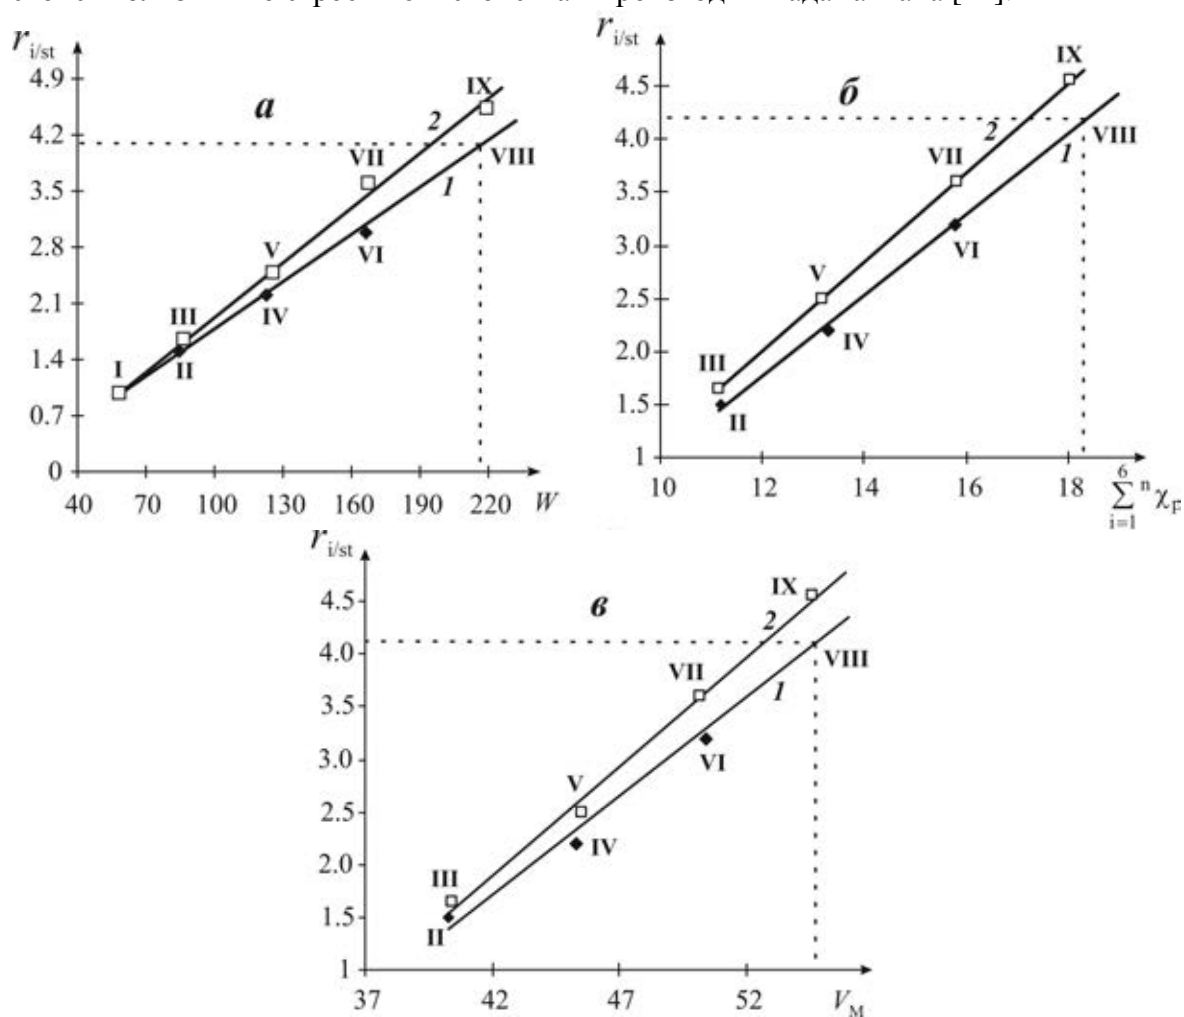 r i/st
4.9
4.2
3.5
2.8
2.1
1.4
0.7
0
40 70 100 130 160 190 220 W
а
I
II
III
IV
V
VI
VII
VIII
IX
1
2
r i/st
4.5
4.0
3.5
3.0
2.5
2.0
1.5
1
10 12 14 16 18 6 ∑ i=1 n χ p
б
II
III
IV
V
VI
VII
VIII
IX
1
2
r i/st
4.5
4.0
3.5
3.0
2.5
2.0
1.5
1
37 42 47 52 V M
в
II
III
IV
V
VI
VII
VIII
IX
1
2